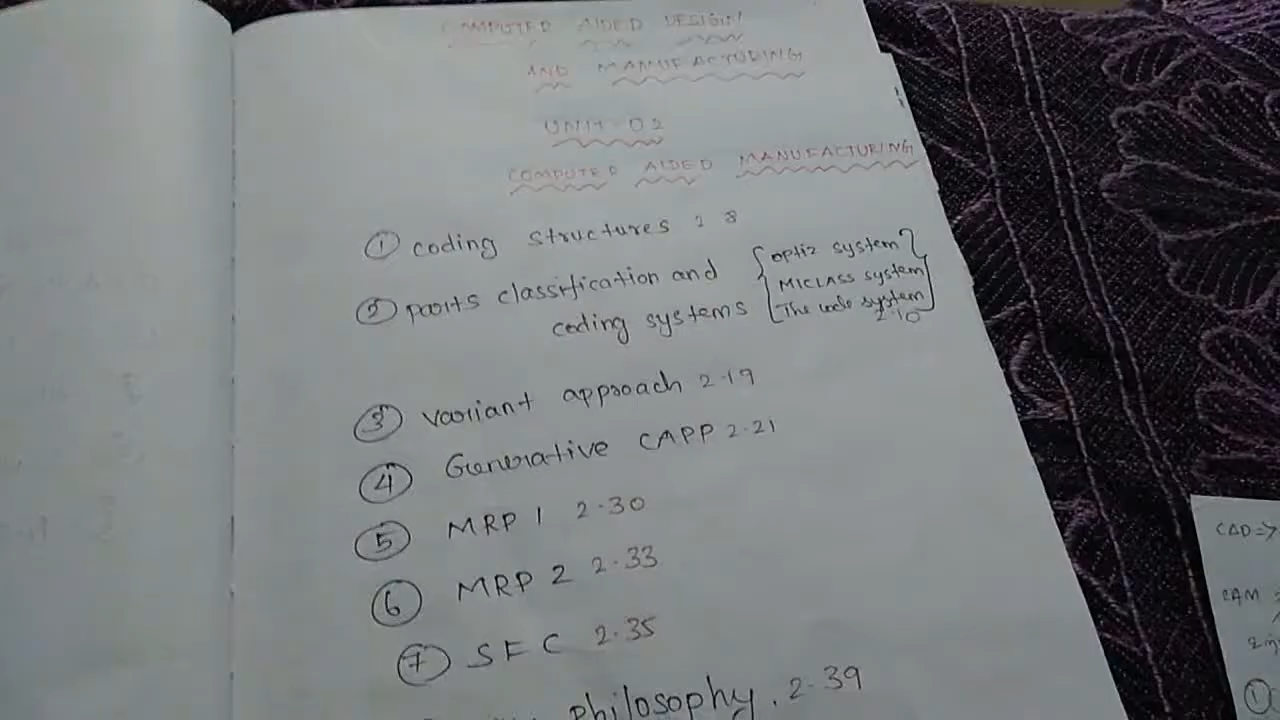 COMPUTED AIDED DESIGN
AND MANUFACTURING
UNIT-02
COMPUTED AIDED MANUFACTURING
① coding structures 2.8
② parts classification and coding systems
{optiz system}
[MICLASS system]
[The code system]
2.10
③ variant approach 2.19
④ Generative CAPP 2.21
⑤ MRP 1 2.30
⑥ MRP 2 2.33
⑦ SFC 2.35
philosophy. 2.39
CAD=>
CAM
①